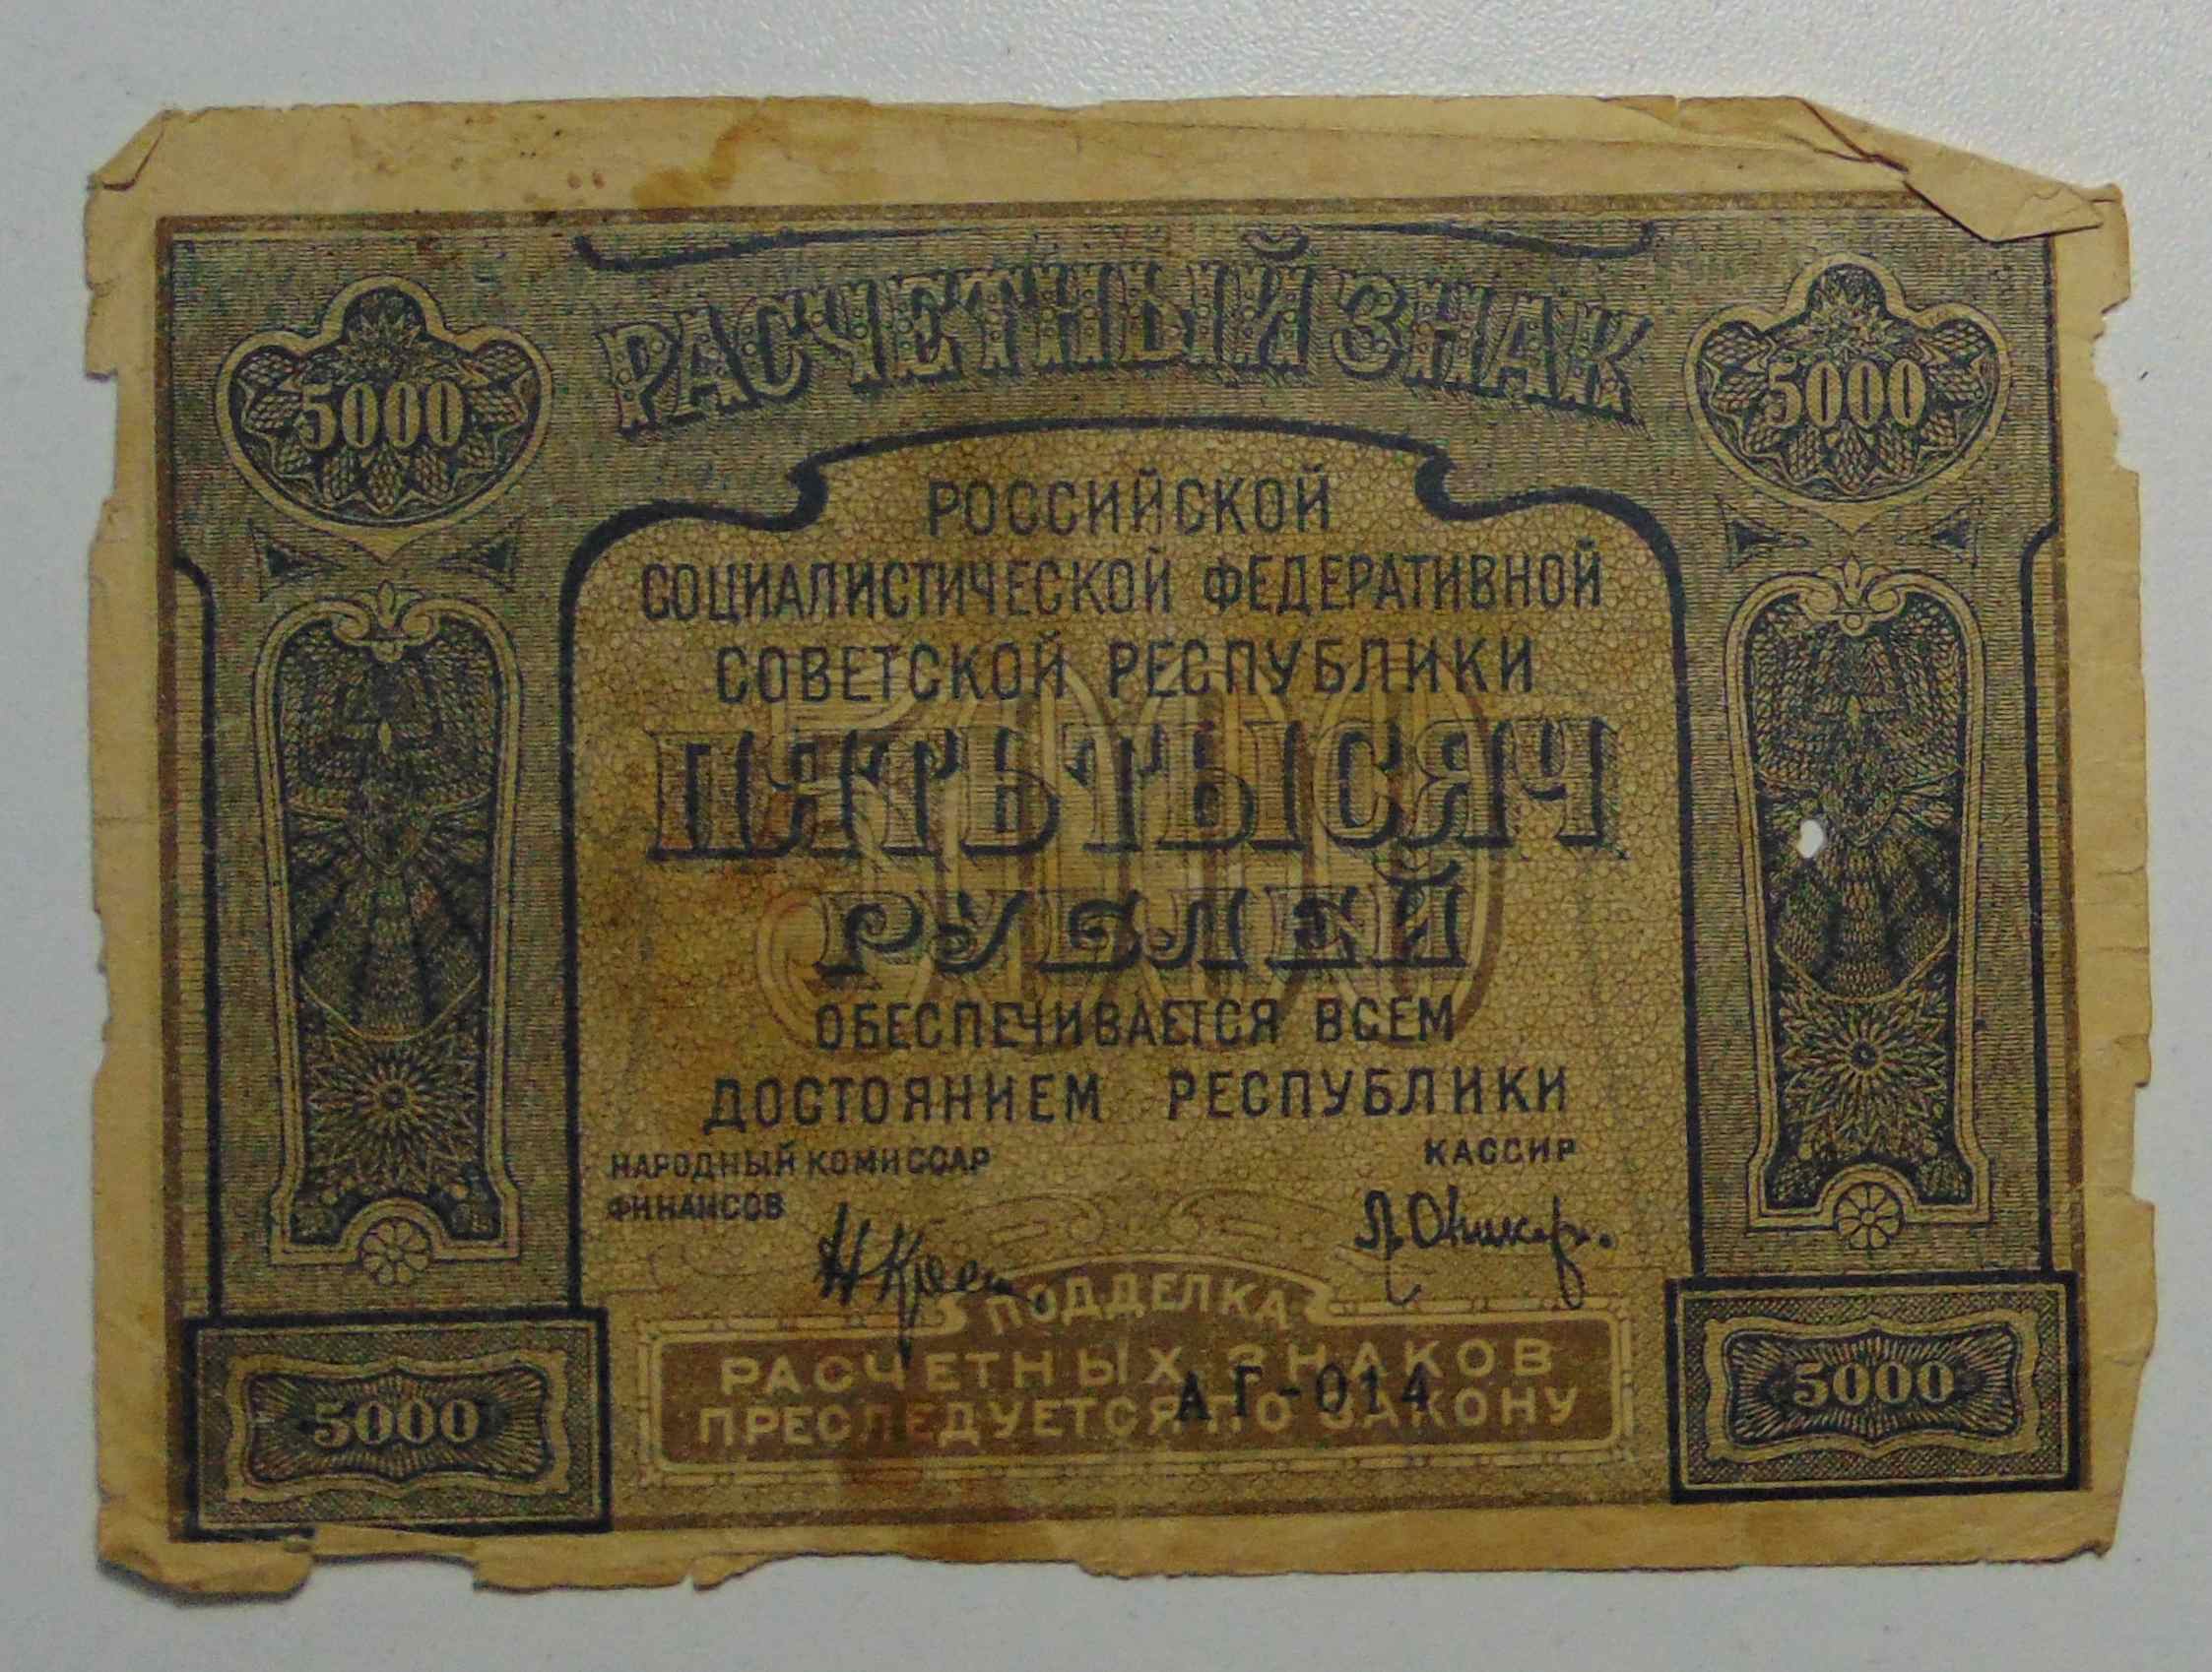 РАСЧЕТНЫЙ ЗНАК
5000 5000
РОССИЙСКОЙ
СОЦИАЛИСТИЧЕСКОЙ ФЕДЕРАТИВНОЙ
СОВЕТСКОЙ РЕСПУБЛИКИ
5000
ПЯТЬ ТЫСЯЧ
РУБЛЕЙ
ОБЕСПЕЧИВАЕТСЯ ВСЕМ
ДОСТОЯНИЕМ РЕСПУБЛИКИ
НАРОДНЫЙ КОМИССАР
ФИНАНСОВ
КАССИР
ПОДДЕЛКА
РАСЧЕТНЫХ ЗНАКОВ
ПРЕСЛЕДУЕТСЯ ПО ЗАКОНУ
АГ-014
5000 5000